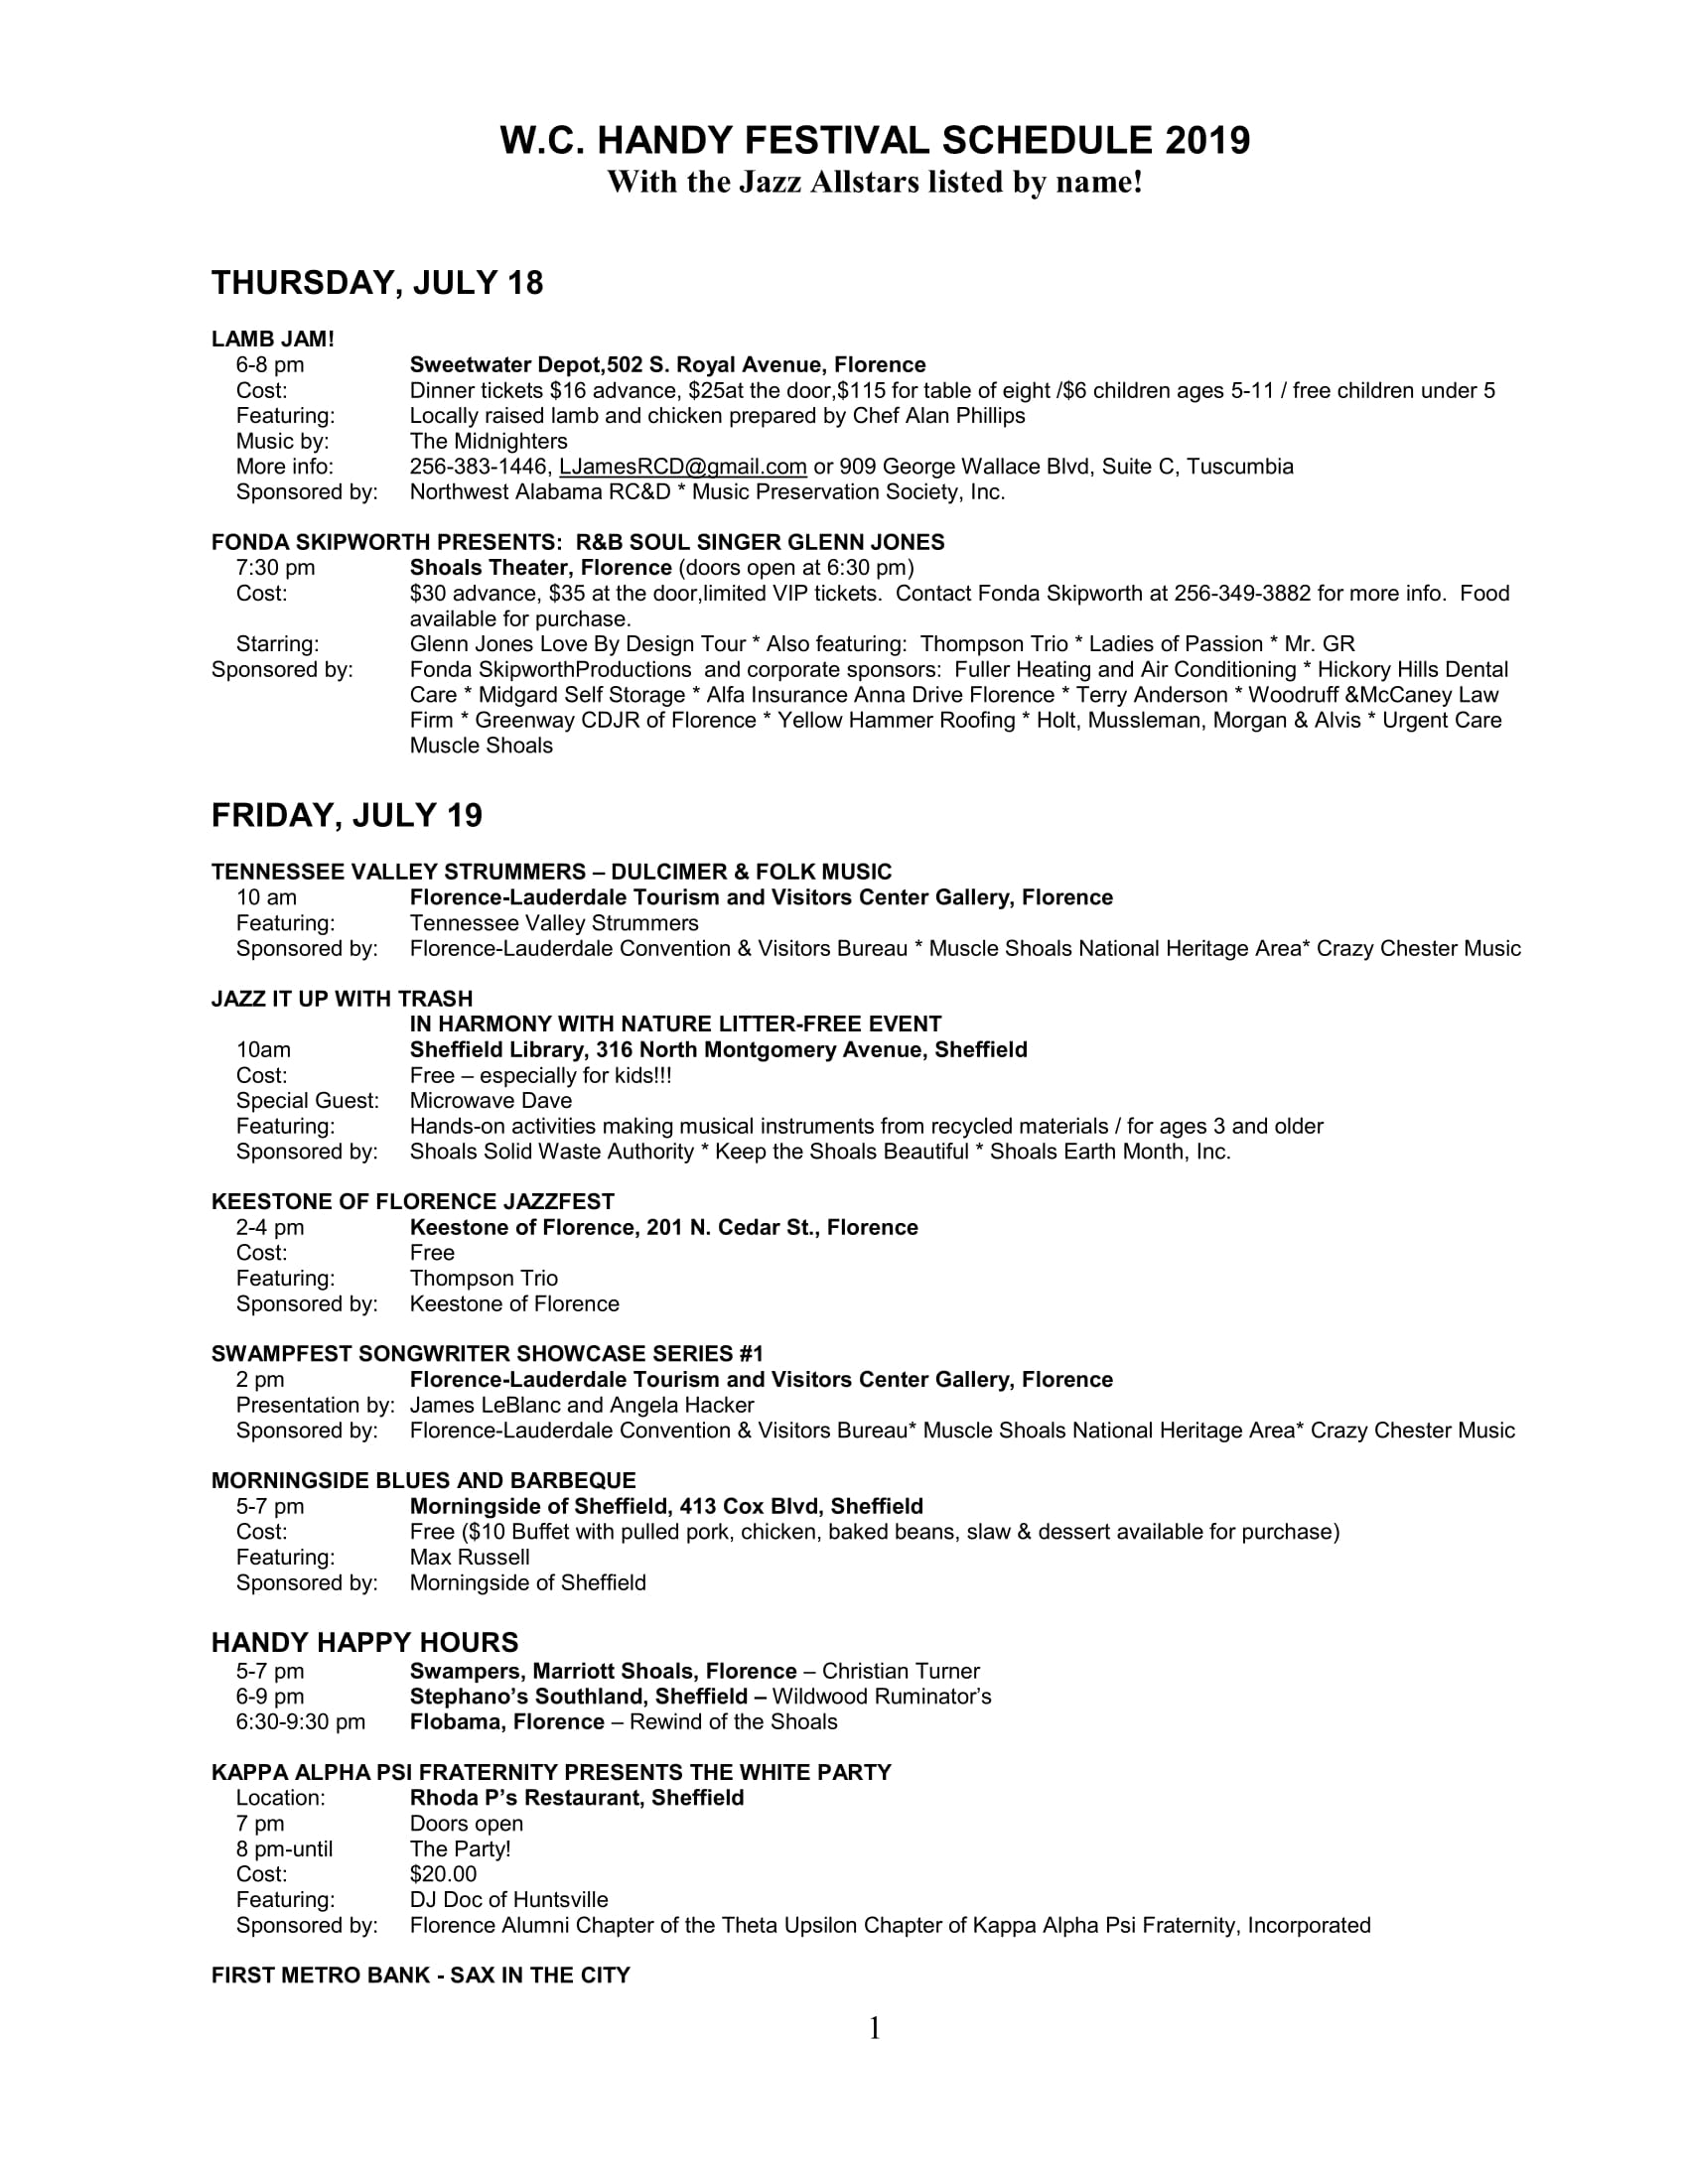 W.C. HANDY FESTIVAL SCHEDULE 2019
With the Jazz Allstars listed by name!
THURSDAY, JULY 18
LAMB JAM!
6-8 pm Sweetwater Depot,502 S. Royal Avenue, Florence
Cost: Dinner tickets $16 advance, $25at the door,$115 for table of eight /$6 children ages 5-11 / free children under 5
Featuring: Locally raised lamb and chicken prepared by Chef Alan Phillips
Music by: The Midnighters
More info: 256-383-1446, LJamesRCD@gmail.com or 909 George Wallace Blvd, Suite C, Tuscumbia
Sponsored by: Northwest Alabama RC&D * Music Preservation Society, Inc.
FONDA SKIPWORTH PRESENTS:  R&B SOUL SINGER GLENN JONES
7:30 pm Shoals Theater, Florence (doors open at 6:30 pm)
Cost: $30 advance, $35 at the door,limited VIP tickets.  Contact Fonda Skipworth at 256-349-3882 for more info.  Food
available for purchase.
Starring: Glenn Jones Love By Design Tour * Also featuring:  Thompson Trio * Ladies of Passion * Mr. GR
Sponsored by: Fonda SkipworthProductions  and corporate sponsors:  Fuller Heating and Air Conditioning * Hickory Hills Dental
Care * Midgard Self Storage * Alfa Insurance Anna Drive Florence * Terry Anderson * Woodruff &McCaney Law
Firm * Greenway CDJR of Florence * Yellow Hammer Roofing * Holt, Mussleman, Morgan & Alvis * Urgent Care
Muscle Shoals
FRIDAY, JULY 19
TENNESSEE VALLEY STRUMMERS – DULCIMER & FOLK MUSIC
10 am Florence-Lauderdale Tourism and Visitors Center Gallery, Florence
Featuring: Tennessee Valley Strummers
Sponsored by: Florence-Lauderdale Convention & Visitors Bureau * Muscle Shoals National Heritage Area* Crazy Chester Music
JAZZ IT UP WITH TRASH
IN HARMONY WITH NATURE LITTER-FREE EVENT
10am Sheffield Library, 316 North Montgomery Avenue, Sheffield
Cost: Free – especially for kids!!!
Special Guest: Microwave Dave
Featuring: Hands-on activities making musical instruments from recycled materials / for ages 3 and older
Sponsored by: Shoals Solid Waste Authority * Keep the Shoals Beautiful * Shoals Earth Month, Inc.
KEESTONE OF FLORENCE JAZZFEST
2-4 pm Keestone of Florence, 201 N. Cedar St., Florence
Cost: Free
Featuring: Thompson Trio
Sponsored by: Keestone of Florence
SWAMPFEST SONGWRITER SHOWCASE SERIES #1
2 pm Florence-Lauderdale Tourism and Visitors Center Gallery, Florence
Presentation by: James LeBlanc and Angela Hacker
Sponsored by: Florence-Lauderdale Convention & Visitors Bureau* Muscle Shoals National Heritage Area* Crazy Chester Music
MORNINGSIDE BLUES AND BARBEQUE
5-7 pm Morningside of Sheffield, 413 Cox Blvd, Sheffield
Cost: Free ($10 Buffet with pulled pork, chicken, baked beans, slaw & dessert available for purchase)
Featuring: Max Russell
Sponsored by: Morningside of Sheffield
HANDY HAPPY HOURS
5-7 pm Swampers, Marriott Shoals, Florence – Christian Turner
6-9 pm Stephano’s Southland, Sheffield – Wildwood Ruminator’s
6:30-9:30 pm Flobama, Florence – Rewind of the Shoals
KAPPA ALPHA PSI FRATERNITY PRESENTS THE WHITE PARTY
Location: Rhoda P’s Restaurant, Sheffield
7 pm Doors open
8 pm-until The Party!
Cost: $20.00
Featuring: DJ Doc of Huntsville
Sponsored by: Florence Alumni Chapter of the Theta Upsilon Chapter of Kappa Alpha Psi Fraternity, Incorporated
FIRST METRO BANK - SAX IN THE CITY
1